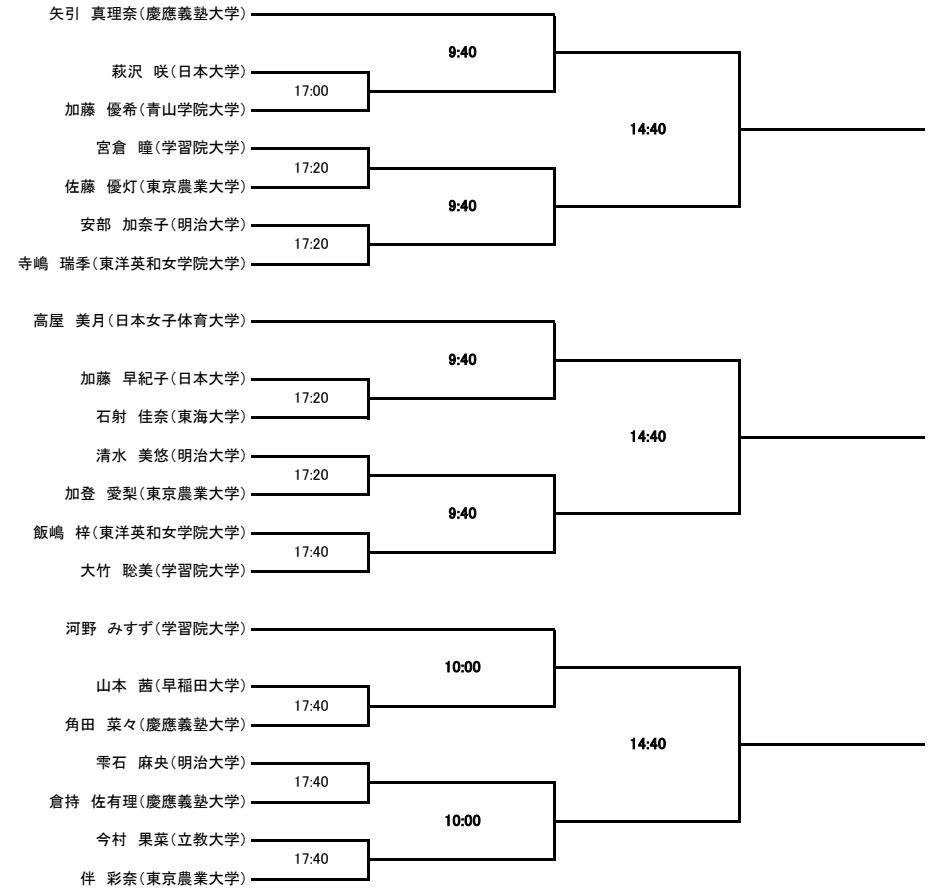 矢引　真理奈(慶應義塾大学)
9:40
萩沢　咲(日本大学)
17:00
加藤　優希(青山学院大学)
14:40
宮倉　瞳(学習院大学)
17:20
佐藤　優灯(東京農業大学)
9:40
安部　加奈子(明治大学)
17:20
寺嶋　瑞季(東洋英和女学院大学)
高屋　美月(日本女子体育大学)
9:40
加藤　早紀子(日本大学)
17:20
石射　佳奈(東海大学)
14:40
清水　美悠(明治大学)
17:20
加登　愛梨(東京農業大学)
9:40
飯嶋　梓(東洋英和女学院大学)
17:40
大竹　聡美(学習院大学)
河野　みすず(学習院大学)
10:00
山本　茜(早稲田大学)
17:40
角田　菜々(慶應義塾大学)
14:40
雫石　麻央(明治大学)
17:40
倉持　佐有理(慶應義塾大学)
10:00
今村　果菜(立教大学)
17:40
伴　彩奈(東京農業大学)